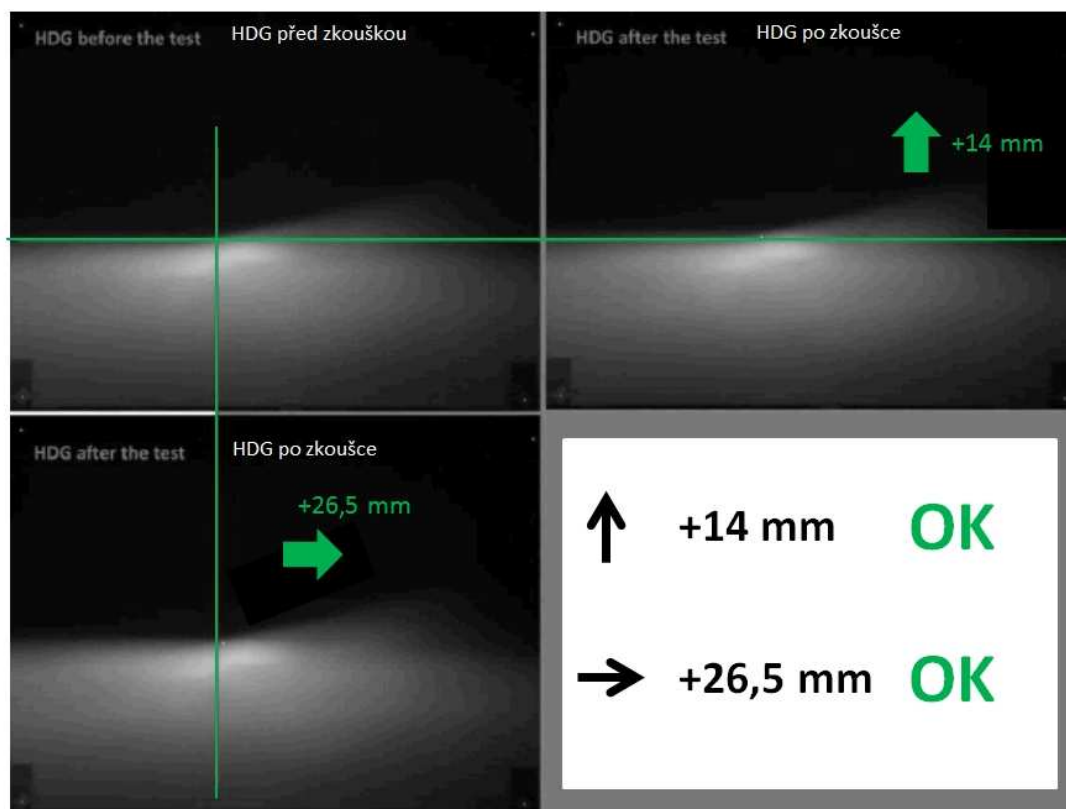 HDG before the test
HDG před zkouškou
HDG after the test
HDG po zkoušce
+14 mm
HDG after the test
HDG po zkoušce
+26,5 mm
+14 mm OK
+26,5 mm OK